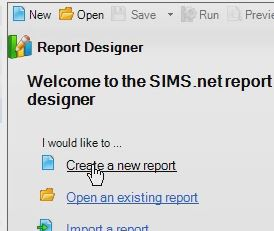 New Open Save Run Previe
Report Designer
Welcome to the SIMS.net report
designer
I would like to ...
Create a new report
Open an existing report
Import a report